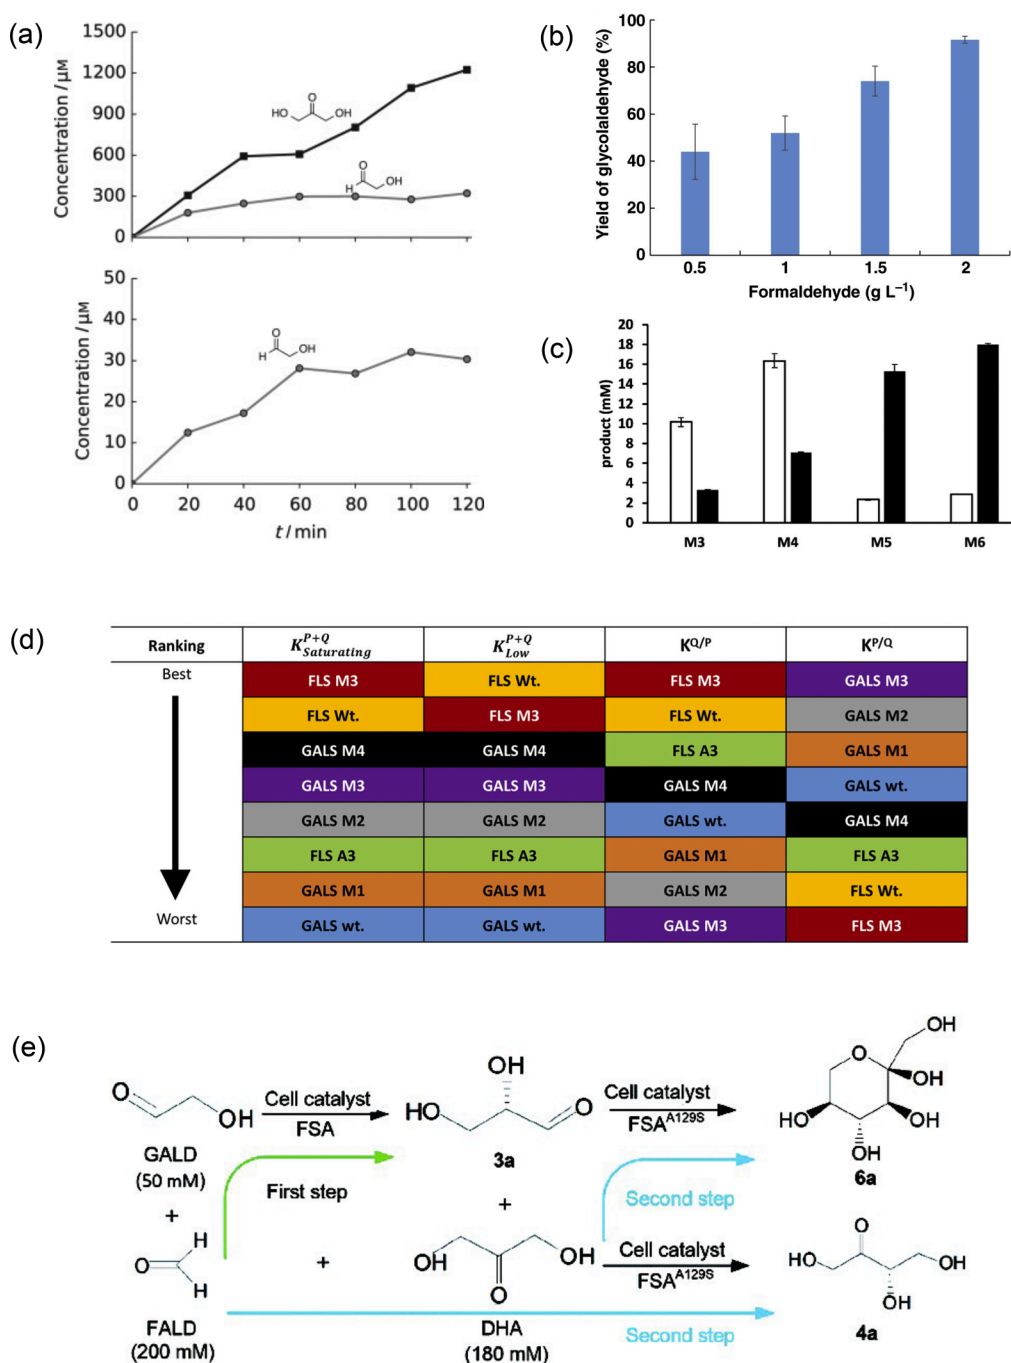 (a)
1500
1200
900
600
300
0
Concentration /µM
HO
O
OH
O
H
OH
50
40
30
20
10
0
Concentration /µM
O
H
OH
0 20 40 60 80 100 120
t / min
(b)
100
80
60
40
20
0
Yield of glycolaldehyde (%)
0.5 1 1.5 2
Formaldehyde (g L⁻¹)
(c)
20
18
16
14
12
10
8
6
4
2
0
product (mM)
M3 M4 M5 M6
(d)
Ranking K^{P+Q}_{Saturating} K^{P+Q}_{Low} K^{Q/P} K^{P/Q}
Best FLS M3 FLS Wt. FLS M3 GALS M3
FLS Wt. FLS M3 FLS Wt. GALS M2
GALS M4 GALS M4 FLS A3 GALS M1
GALS M3 GALS M3 GALS M4 GALS wt.
GALS M2 GALS M2 GALS wt. GALS M4
FLS A3 FLS A3 GALS M1 FLS A3
GALS M1 GALS M1 GALS M2 FLS Wt.
Worst GALS wt. GALS wt. GALS M3 FLS M3
(e)
O
OH
GALD
(50 mM)
+
Cell catalyst
FSA
First step
OH
HO
O
3a
+
Cell catalyst
FSA^{A129S}
Second step
OH
O
OH
HO
OH
OH
6a
O
H
H
FALD
(200 mM)
+
OH
OH
O
DHA
(180 mM)
Cell catalyst
FSA^{A129S}
Second step
O
HO
OH
OH
4a